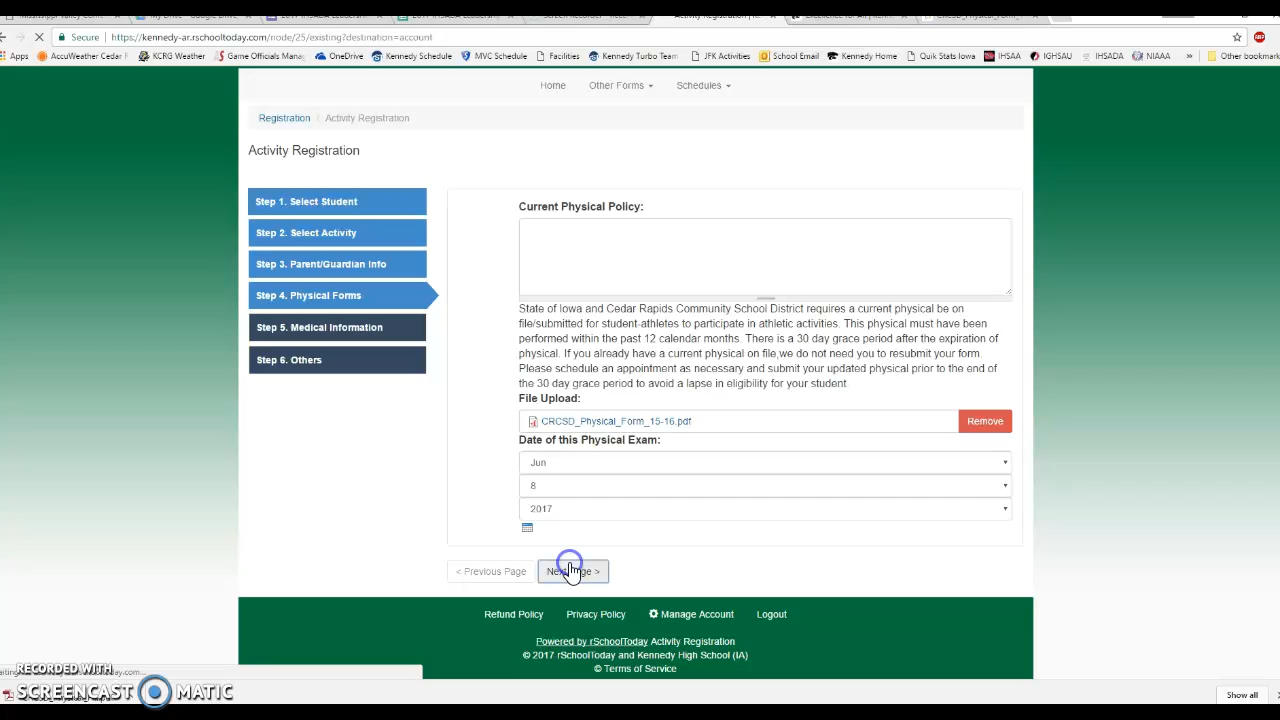 Secure https://kennedy-ar.rschooltoday.com/node/25/existing?destination=account
Apps AccuWeather Cedar KCRG Weather Game Officials Mana OneDrive Kennedy Schedule MVC Schedule Facilities Kennedy Turbo Team JFK Activities School Email Kennedy Home Quik Stats Iowa IHSAA IGHSAU IHSADA NIAAA » Other bookmark
Home Other Forms Schedules
Registration / Activity Registration
Activity Registration
Step 1. Select Student
Step 2. Select Activity
Step 3. Parent/Guardian Info
Step 4. Physical Forms
Step 5. Medical Information
Step 6. Others
Current Physical Policy:
State of Iowa and Cedar Rapids Community School District requires a current physical be on
file/submitted for student-athletes to participate in athletic activities. This physical must have been
performed within the past 12 calendar months. There is a 30 day grace period after the expiration of
physical. If you already have a current physical on file,we do not need you to resubmit your form.
Please schedule an appointment as necessary and submit your updated physical prior to the end of
the 30 day grace period to avoid a lapse in eligibility for your student.
File Upload:
CRCSD_Physical_Form_15-16.pdf Remove
Date of this Physical Exam:
Jun
8
2017
< Previous Page Next Page >
Refund Policy Privacy Policy Manage Account Logout
Powered by rSchoolToday Activity Registration
© 2017 rSchoolToday and Kennedy High School (IA)
© Terms of Service
RECORDED WITH
SCREENCAST MATIC
Show all